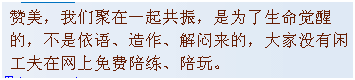 赞美，我们聚在一起共振，是为了生命觉醒
的，不是依语、造作、解闷来的，大家没有闲
工夫在网上免费陪练、陪玩。